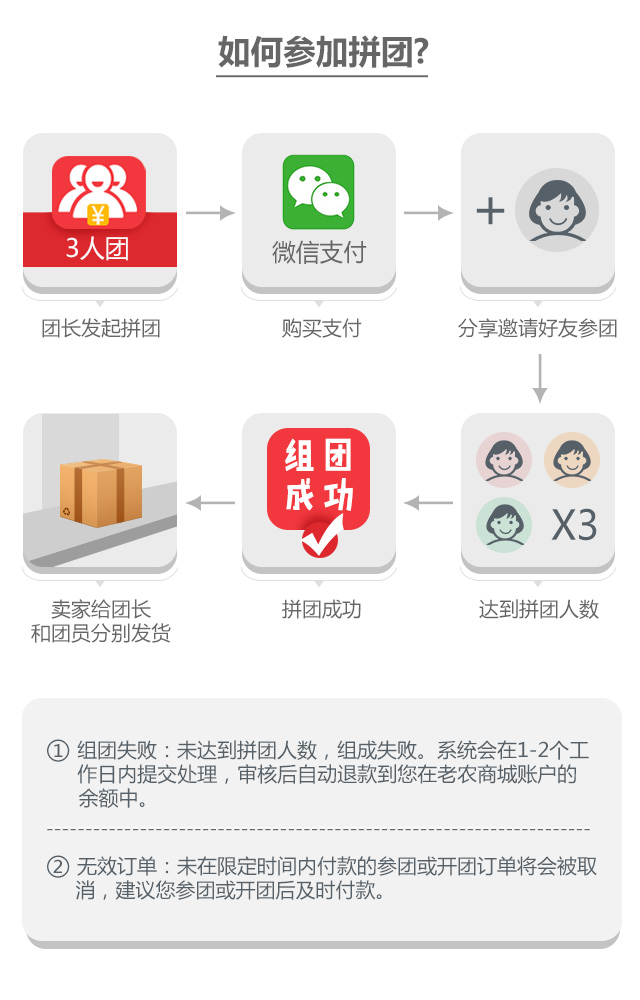 如何参加拼团?
¥
3人团
微信支付
+
团长发起拼团
购买支付
分享邀请好友参团
组团
成功
X3
卖家给团长
和团员分别发货
拼团成功
达到拼团人数
① 组团失败：未达到拼团人数，组成失败。系统会在1-2个工
作日内提交处理，审核后自动退款到您在老农商城账户的
余额中。
② 无效订单：未在限定时间内付款的参团或开团订单将会被取
消，建议您参团或开团后及时付款。